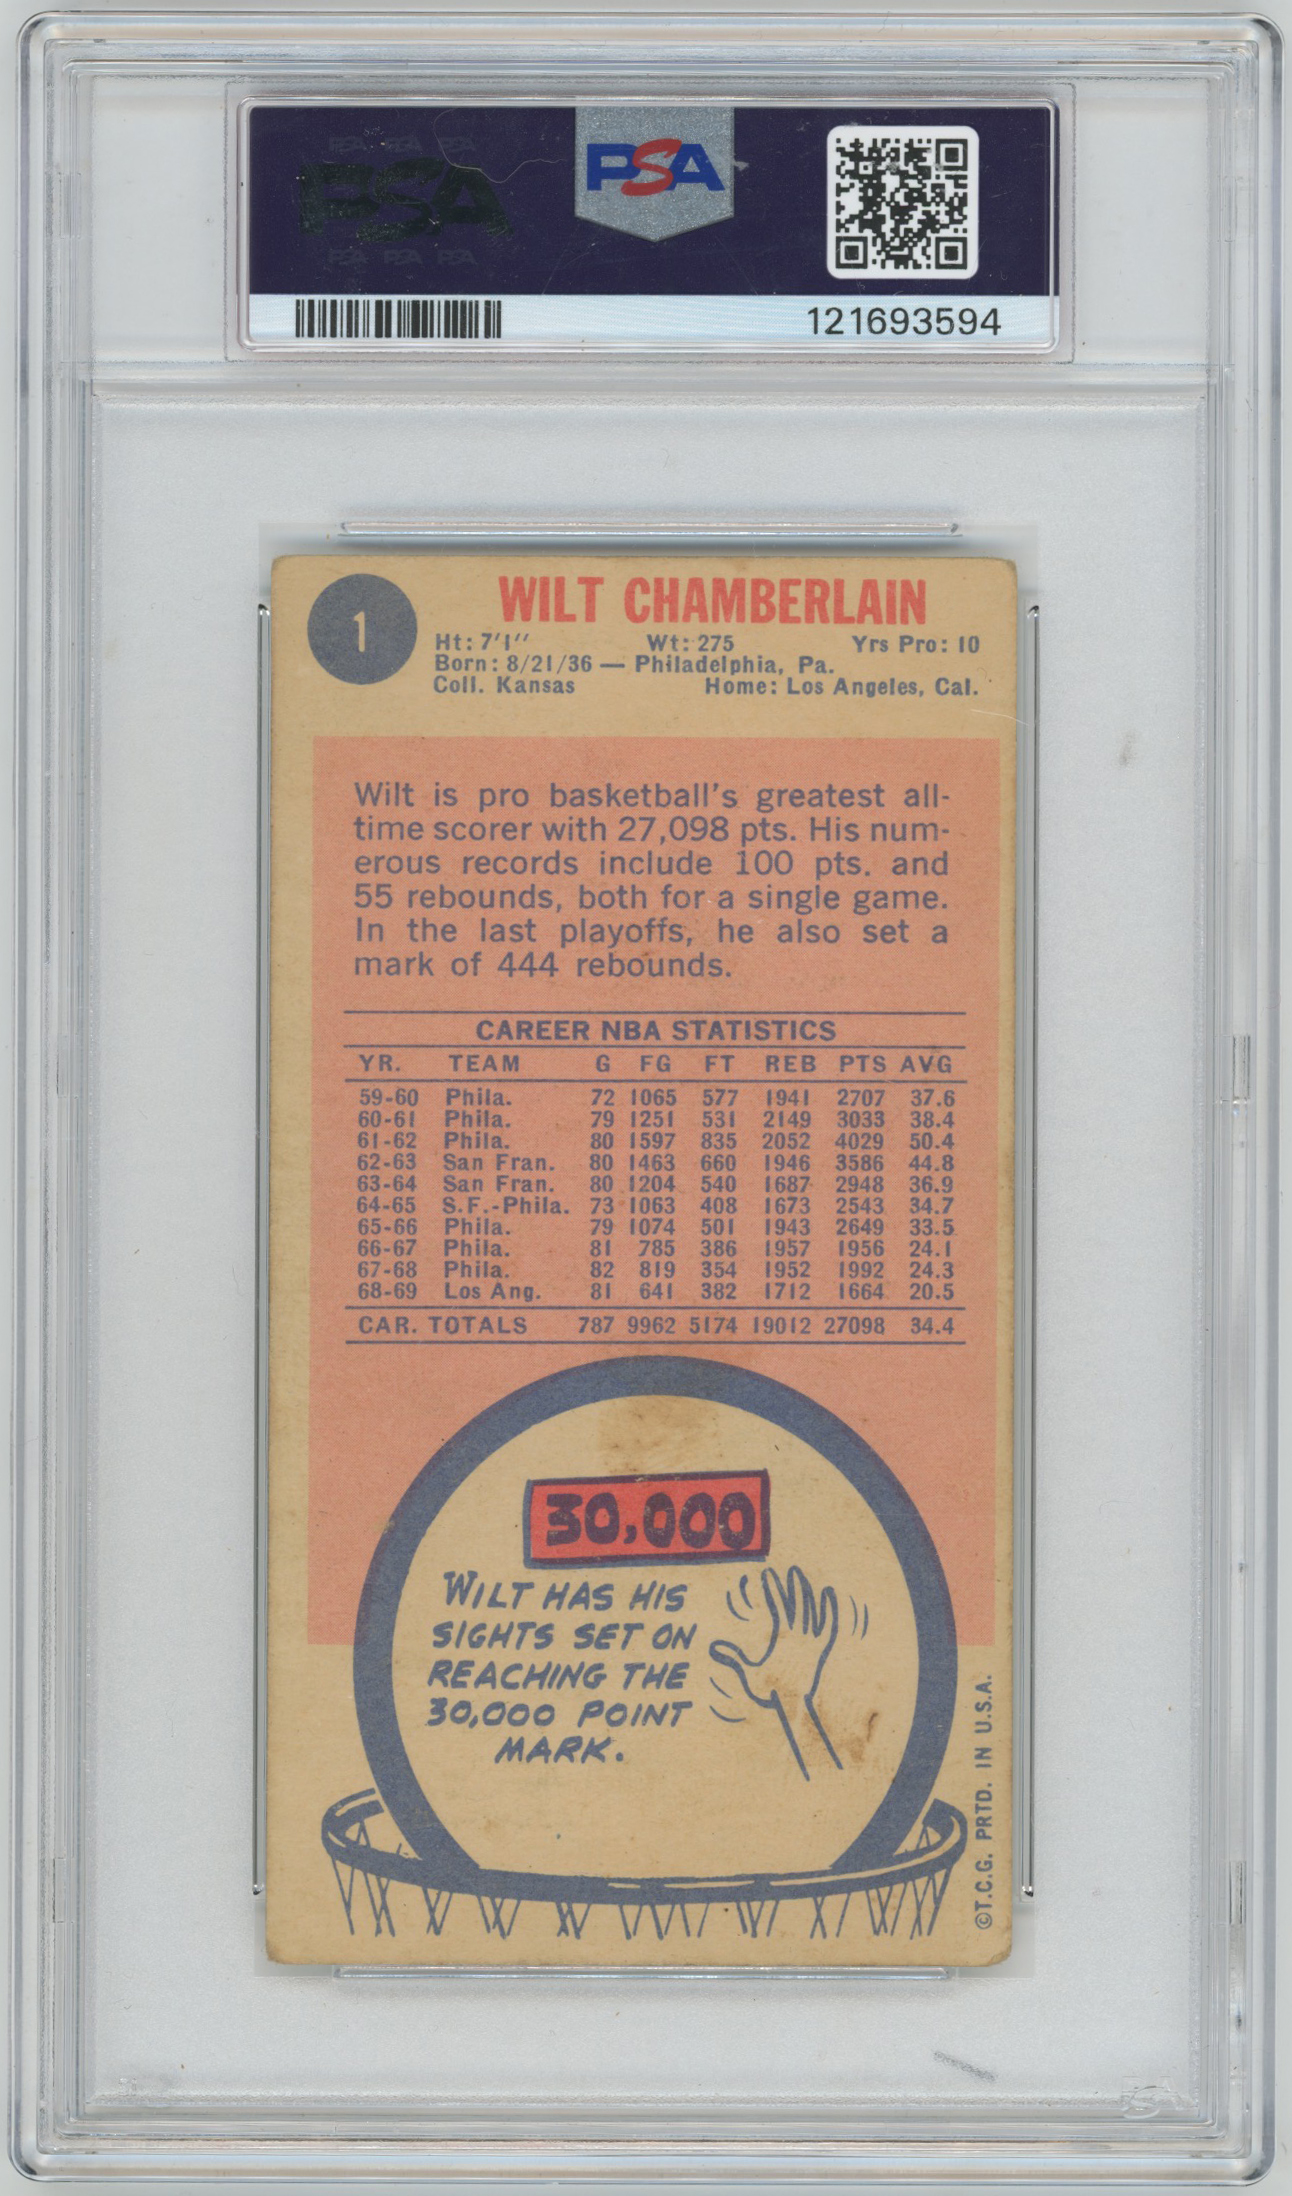 PSA PSA PSA
PSA
PSA PSA PSA
PSA
121693594
1
WILT CHAMBERLAIN
Ht: 7'1" Wt: 275 Yrs Pro: 10
Born: 8/21/36 — Philadelphia, Pa.
Coll. Kansas Home: Los Angeles, Cal.
Wilt is pro basketball's greatest all-
time scorer with 27,098 pts. His num-
erous records include 100 pts. and
55 rebounds, both for a single game.
In the last playoffs, he also set a
mark of 444 rebounds.
CAREER NBA STATISTICS
YR. TEAM G FG FT REB PTS AVG
59-60 Phila. 72 1065 577 1941 2707 37.6
60-61 Phila. 79 1251 531 2149 3033 38.4
61-62 Phila. 80 1597 835 2052 4029 50.4
62-63 San Fran. 80 1463 660 1946 3586 44.8
63-64 San Fran. 80 1204 540 1687 2948 36.9
64-65 S.F.-Phila. 73 1063 408 1673 2543 34.7
65-66 Phila. 79 1074 501 1943 2649 33.5
66-67 Phila. 81 785 386 1957 1956 24.1
67-68 Phila. 82 819 354 1952 1992 24.3
68-69 Los Ang. 81 641 382 1712 1664 20.5
CAR. TOTALS 787 9962 5174 19012 27098 34.4
30,000
WILT HAS HIS
SIGHTS SET ON
REACHING THE
30,000 POINT
MARK.
©T.C.G. PRTD. IN U.S.A.
PSA